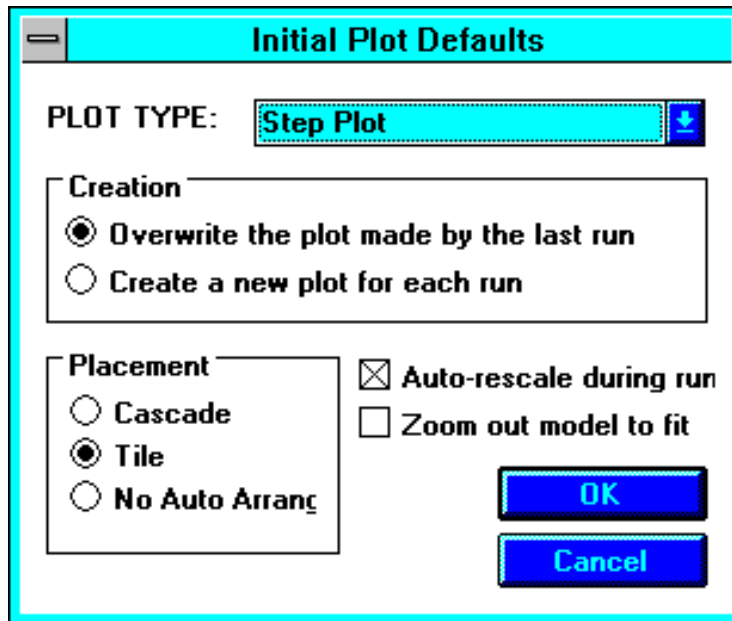 Initial Plot Defaults
PLOT TYPE: Step Plot
Creation
Overwrite the plot made by the last run
Create a new plot for each run
Placement
Cascade
Tile
No Auto Arrang
Auto-rescale during run
Zoom out model to fit
OK
Cancel